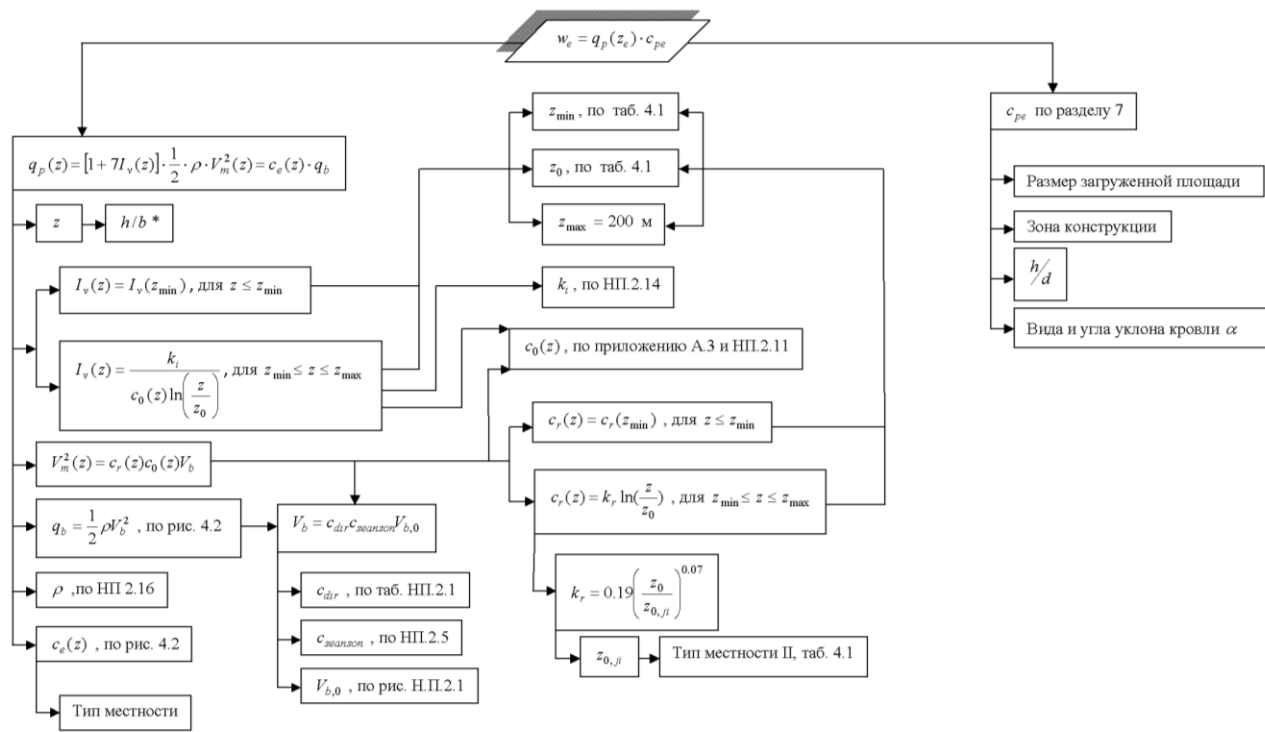 w_e = q_p(z_e)·c_pe
z_min, по таб. 4.1
c_pe по разделу 7
q_p(z) = [1 + 7I_v(z)]·1/2·ρ·V_m^2(z) = c_e(z)·q_b
z_0, по таб. 4.1
Размер загруженной площади
z
h/b *
z_max = 200 м
Зона конструкции
I_v(z) = I_v(z_min), для z ≤ z_min
k_i, по НП.2.14
h/d
Вида и угла уклона кровли α
c_0(z), по приложению А.3 и НП.2.11
I_v(z) = k_i / (c_0(z) ln(z/z_0)), для z_min ≤ z ≤ z_max
c_r(z) = c_r(z_min), для z ≤ z_min
V_m^2(z) = c_r(z)c_0(z)V_b
c_r(z) = k_r ln(z/z_0), для z_min ≤ z ≤ z_max
q_b = 1/2 ρV_b^2, по рис. 4.2
V_b = c_dir c_seanson V_b,0
k_r = 0.19(z_0/z_0,ji)^0.07
ρ ,по НП 2.16
c_dir, по таб. НП.2.1
c_e(z), по рис. 4.2
c_seanson, по НП.2.5
z_0,ji
Тип местности II, таб. 4.1
V_b,0, по рис. Н.П.2.1
Тип местности